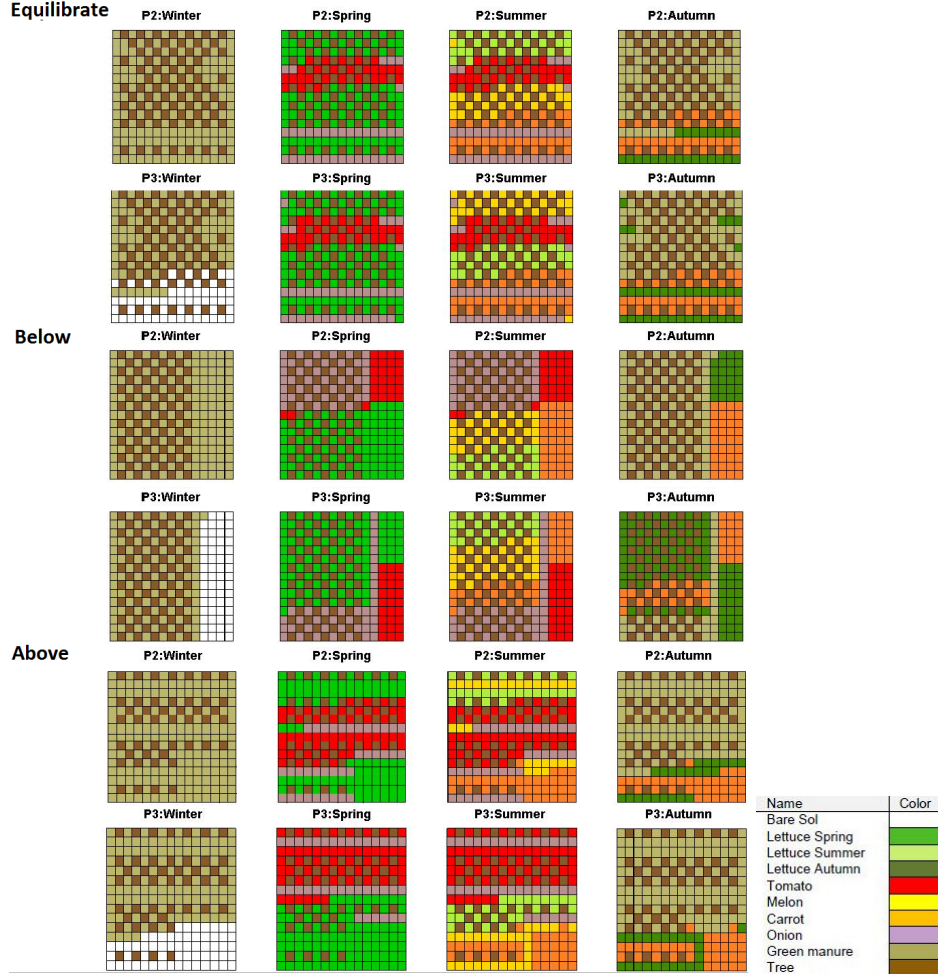 Equilibrate
P2:Winter P2:Spring P2:Summer P2:Autumn
P3:Winter P3:Spring P3:Summer P3:Autumn
Below
P2:Winter P2:Spring P2:Summer P2:Autumn
P3:Winter P3:Spring P3:Summer P3:Autumn
Above
P2:Winter P2:Spring P2:Summer P2:Autumn
P3:Winter P3:Spring P3:Summer P3:Autumn
Name Color
Bare Sol
Lettuce Spring
Lettuce Summer
Lettuce Autumn
Tomato
Melon
Carrot
Onion
Green manure
Tree